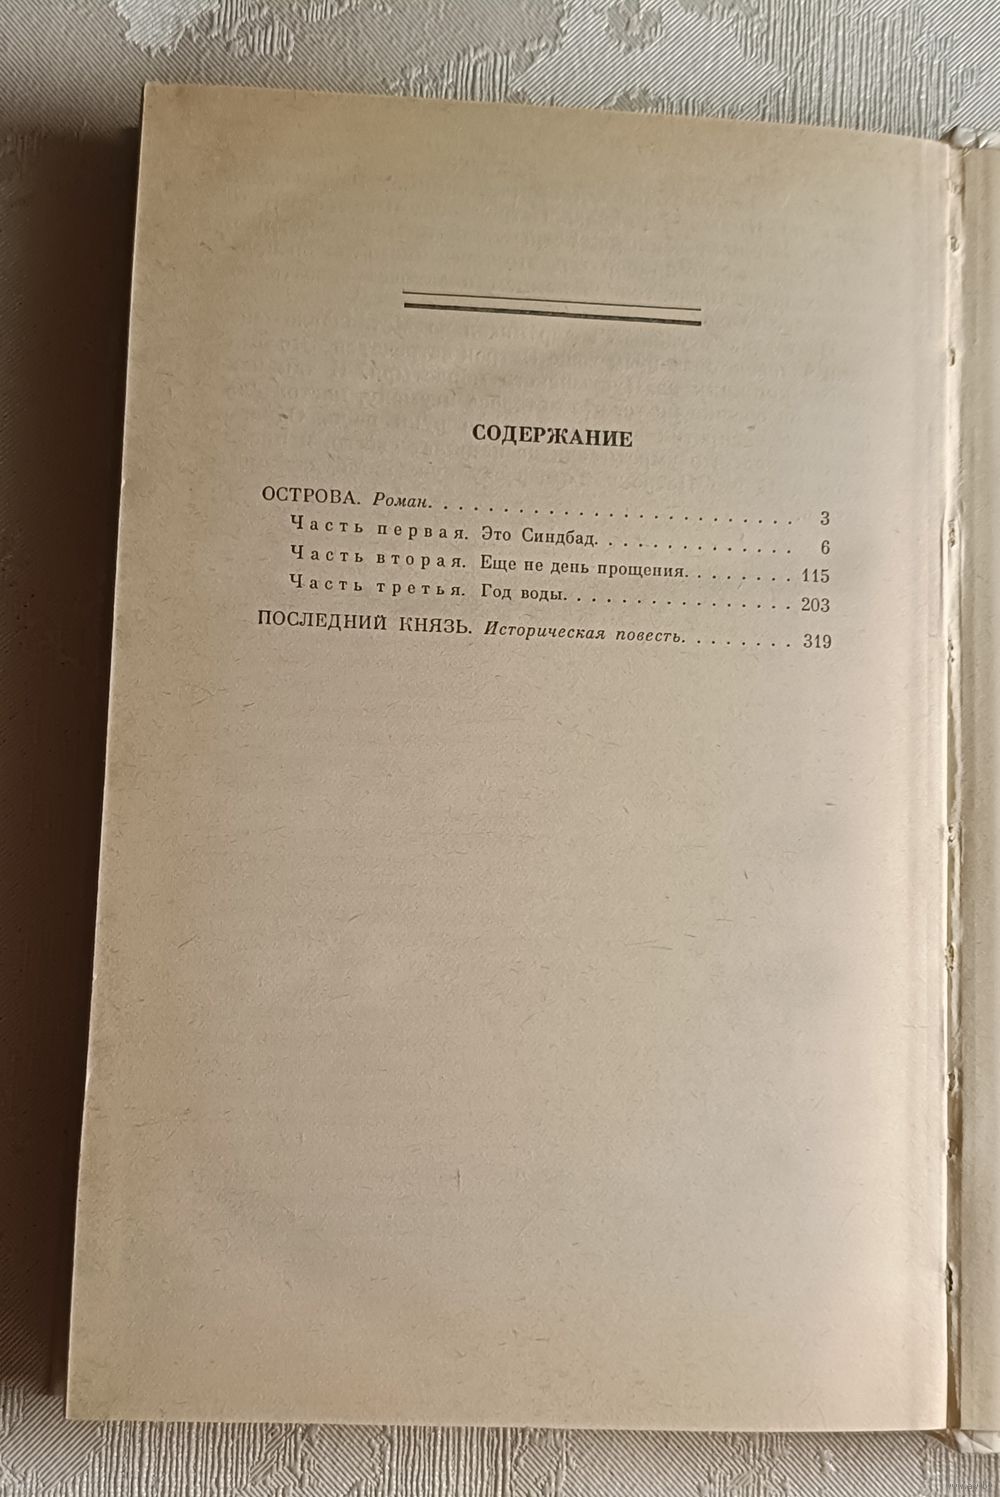 СОДЕРЖАНИЕ
ОСТРОВА. Роман. . . . . . . . . . . . . . . . . . . . . . . . . 3
Часть первая. Это Синдбад. . . . . . . . . . . . . . 6
Часть вторая. Еще не день прощения. . . . . . . . 115
Часть третья. Год воды. . . . . . . . . . . . . . . . 203
ПОСЛЕДНИЙ КНЯЗЬ. Историческая повесть. . . . . . . . 319